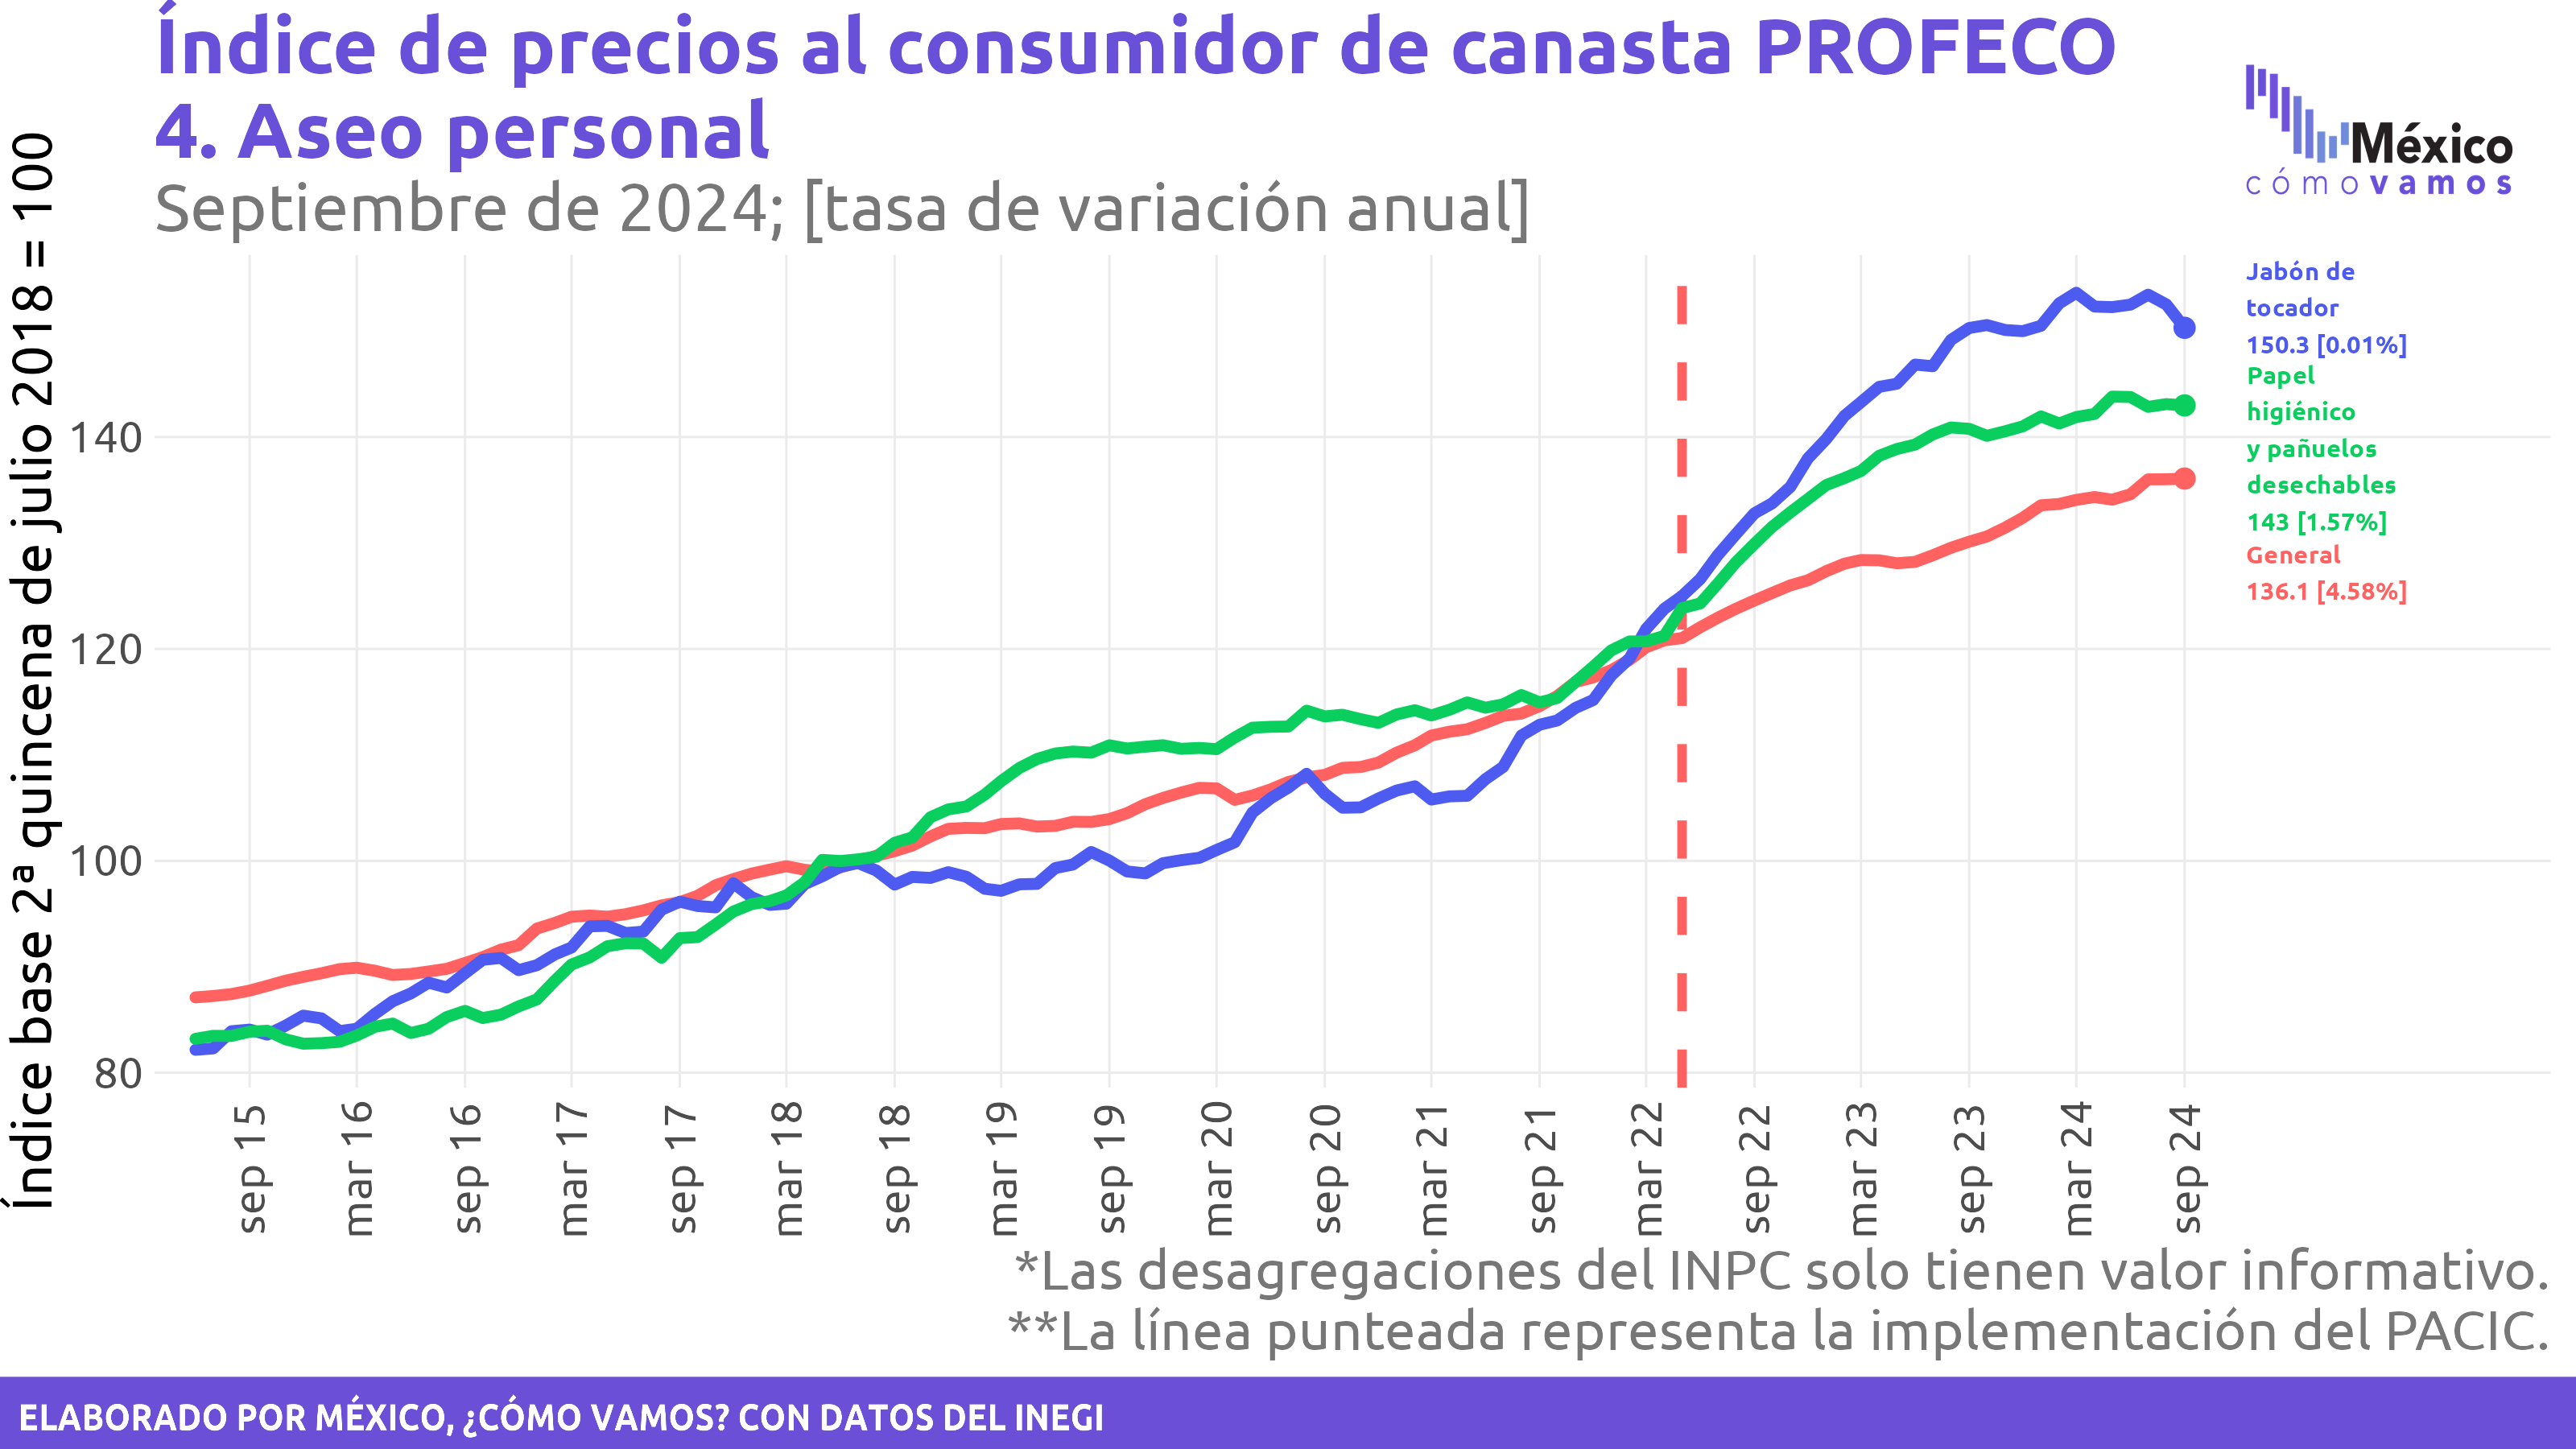 Índice de precios al consumidor de canasta PROFECO
4. Aseo personal
Septiembre de 2024; [tasa de variación anual]
México
cómo vamos
Índice base 2ª quincena de julio 2018 = 100
140
120
100
80
Jabón de
tocador
150.3 [0.01%]
Papel
higiénico
y pañuelos
desechables
143 [1.57%]
General
136.1 [4.58%]
sep 15
mar 16
sep 16
mar 17
sep 17
mar 18
sep 18
mar 19
sep 19
mar 20
sep 20
mar 21
sep 21
mar 22
sep 22
mar 23
sep 23
mar 24
sep 24
*Las desagregaciones del INPC solo tienen valor informativo.
**La línea punteada representa la implementación del PACIC.
ELABORADO POR MÉXICO, ¿CÓMO VAMOS? CON DATOS DEL INEGI